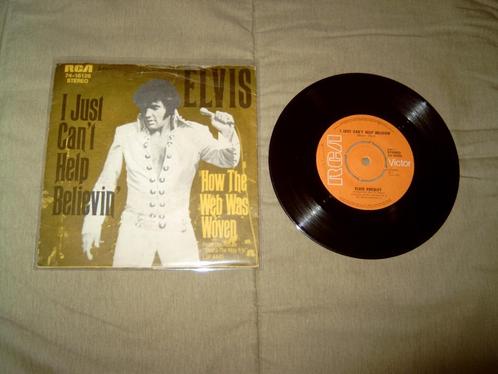 RCA
74-16126
STEREO
ELVIS
I Just
Can't
Help
Believin'
How The
Web Was
Woven
RCA
Victor
I JUST CAN'T HELP BELIEVIN'
ELVIS PRESLEY